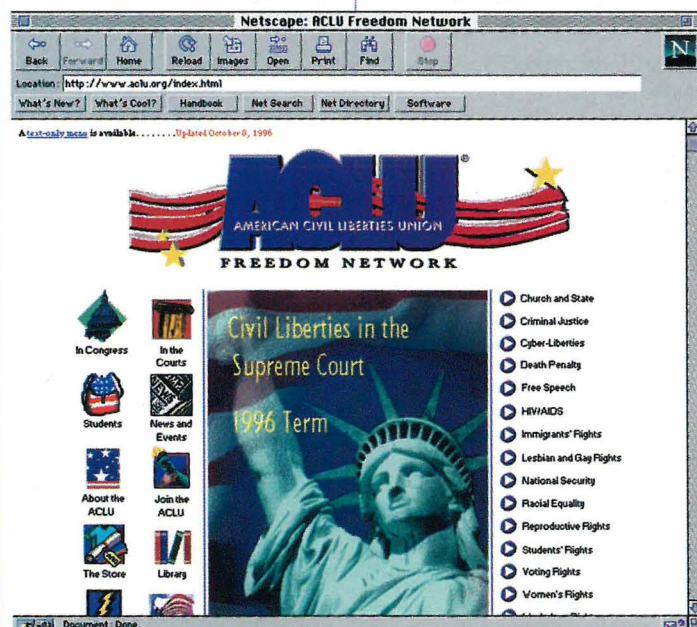 Netscape: ACLU Freedom Network
Back Forward Home Reload Images Open Print Find Stop
N
Location: http://www.aclu.org/index.html
What's New? What's Cool? Handbook Net Search Net Directory Software
A text-only menu is available. . . . . . . .Updated October 8, 1996
ACLU®
AMERICAN CIVIL LIBERTIES UNION
FREEDOM NETWORK
In Congress
In the
Courts
Students
News and
Events
About the
ACLU
Join the
ACLU
The Store
Library
Civil Liberties in the
Supreme Court
1996 Term
Church and State
Criminal Justice
Cyber-Liberties
Death Penalty
Free Speech
HIV/AIDS
Immigrants' Rights
Lesbian and Gay Rights
National Security
Racial Equality
Reproductive Rights
Students' Rights
Voting Rights
Women's Rights
Document: Done.